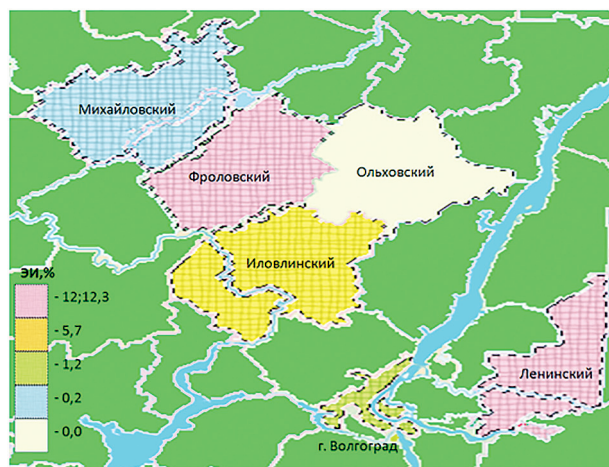 Михайловский
Фроловский
Ольховский
Иловлинский
ЭИ,%
- 12;12,3
- 5,7
- 1,2
- 0,2
- 0,0
Ленинский
г. Волгоград